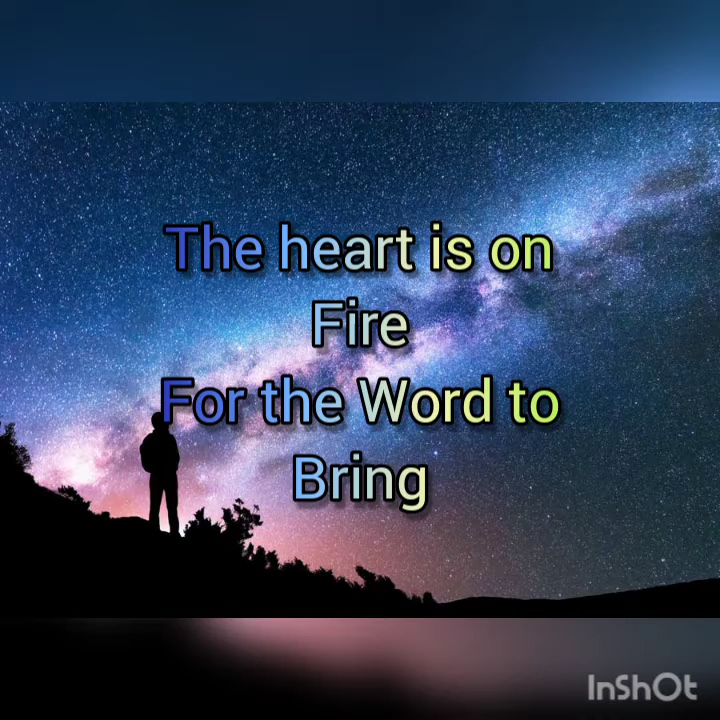 The heart is on
Fire
For the Word to
Bring
InShOt